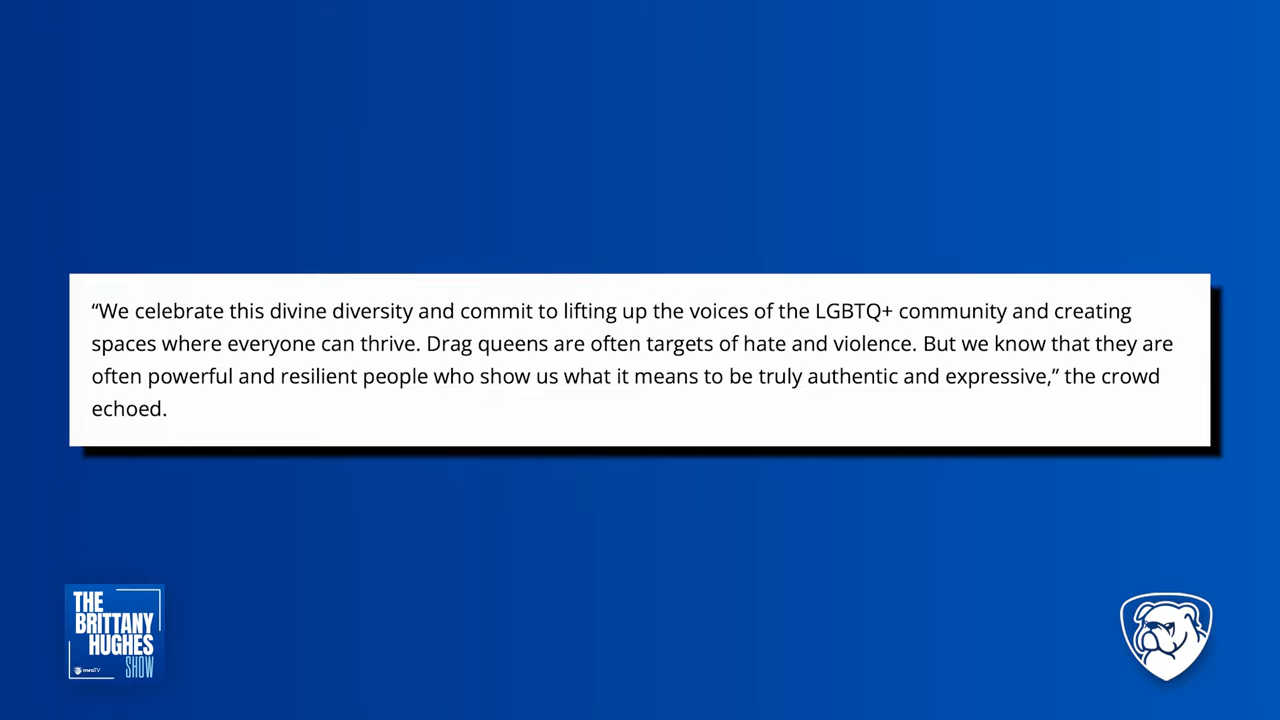 “We celebrate this divine diversity and commit to lifting up the voices of the LGBTQ+ community and creating
spaces where everyone can thrive. Drag queens are often targets of hate and violence. But we know that they are
often powerful and resilient people who show us what it means to be truly authentic and expressive,” the crowd
echoed.
THE
BRITTANY
HUGHES
SHOW
mrcTV